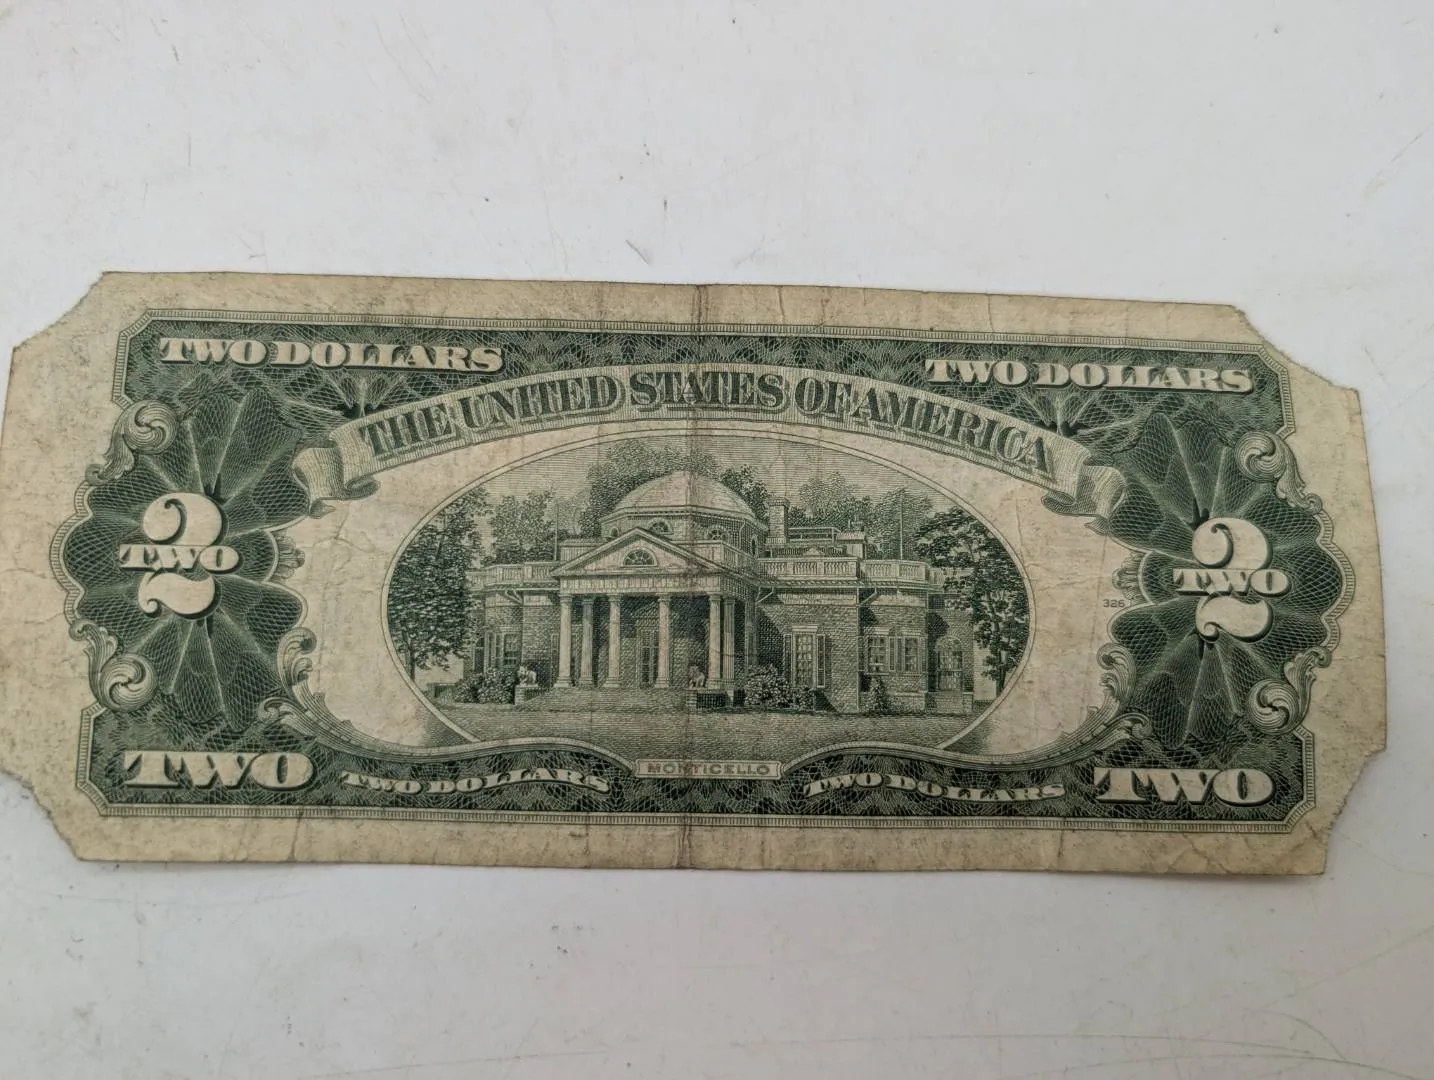 TWO DOLLARS TWO DOLLARS
THE UNITED STATES OF AMERICA
2 TWO 2 TWO
326
MONTICELLO
TWO TWO DOLLARS TWO DOLLARS TWO